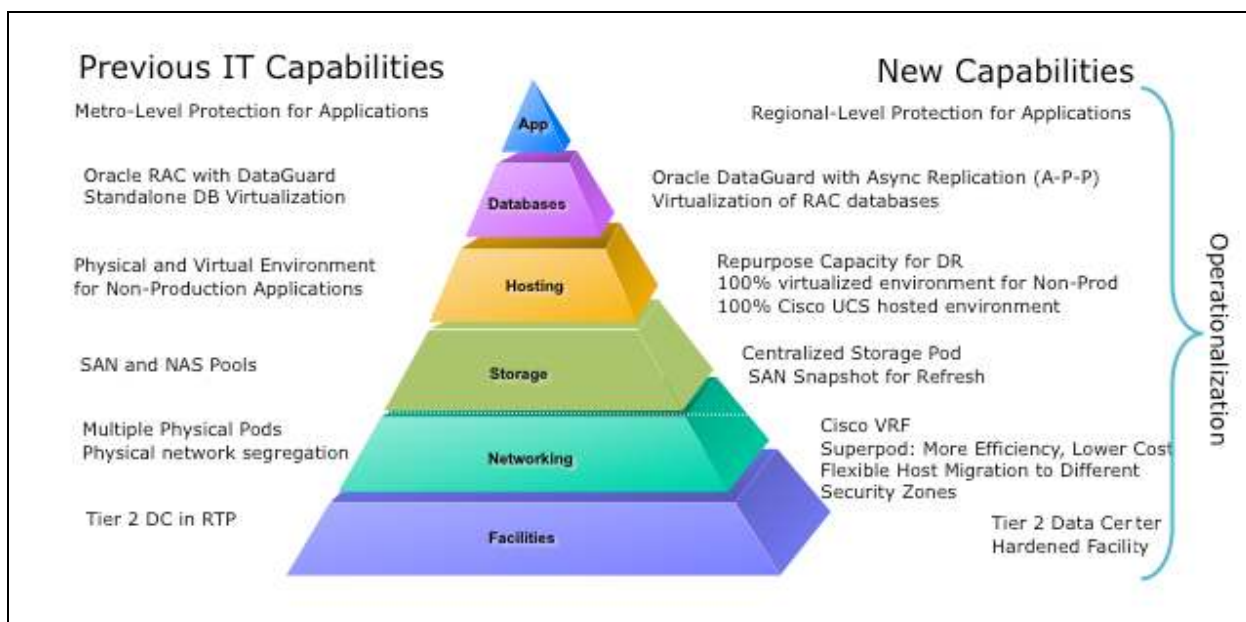 Previous IT Capabilities
New Capabilities
Metro-Level Protection for Applications
App
Regional-Level Protection for Applications
Oracle RAC with DataGuard
Standalone DB Virtualization
Databases
Oracle DataGuard with Async Replication (A-P-P)
Virtualization of RAC databases
Physical and Virtual Environment
for Non-Production Applications
Hosting
Repurpose Capacity for DR
100% virtualized environment for Non-Prod
100% Cisco UCS hosted environment
SAN and NAS Pools
Storage
Centralized Storage Pod
SAN Snapshot for Refresh
Multiple Physical Pods
Physical network segregation
Networking
Cisco VRF
Superpod: More Efficiency, Lower Cost
Flexible Host Migration to Different
Security Zones
Tier 2 DC in RTP
Facilities
Tier 2 Data Center
Hardened Facility
Operationalization